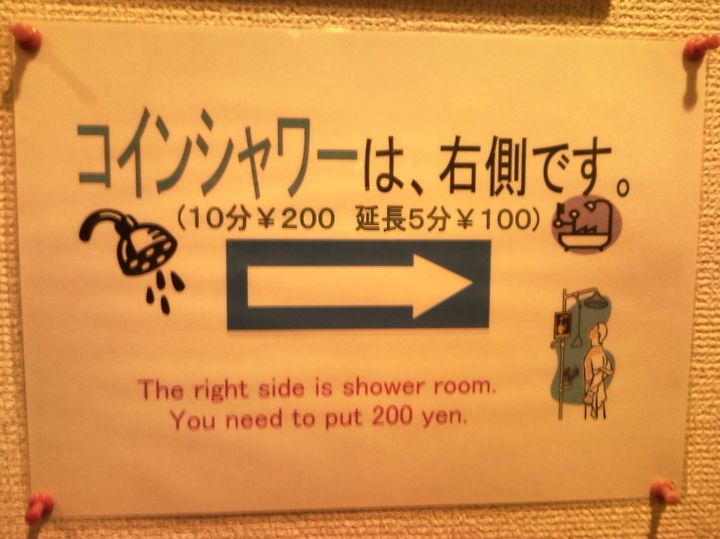 コインシャワーは、右側です。
(10分￥200　延長5分￥100)
The right side is shower room.
You need to put 200 yen.